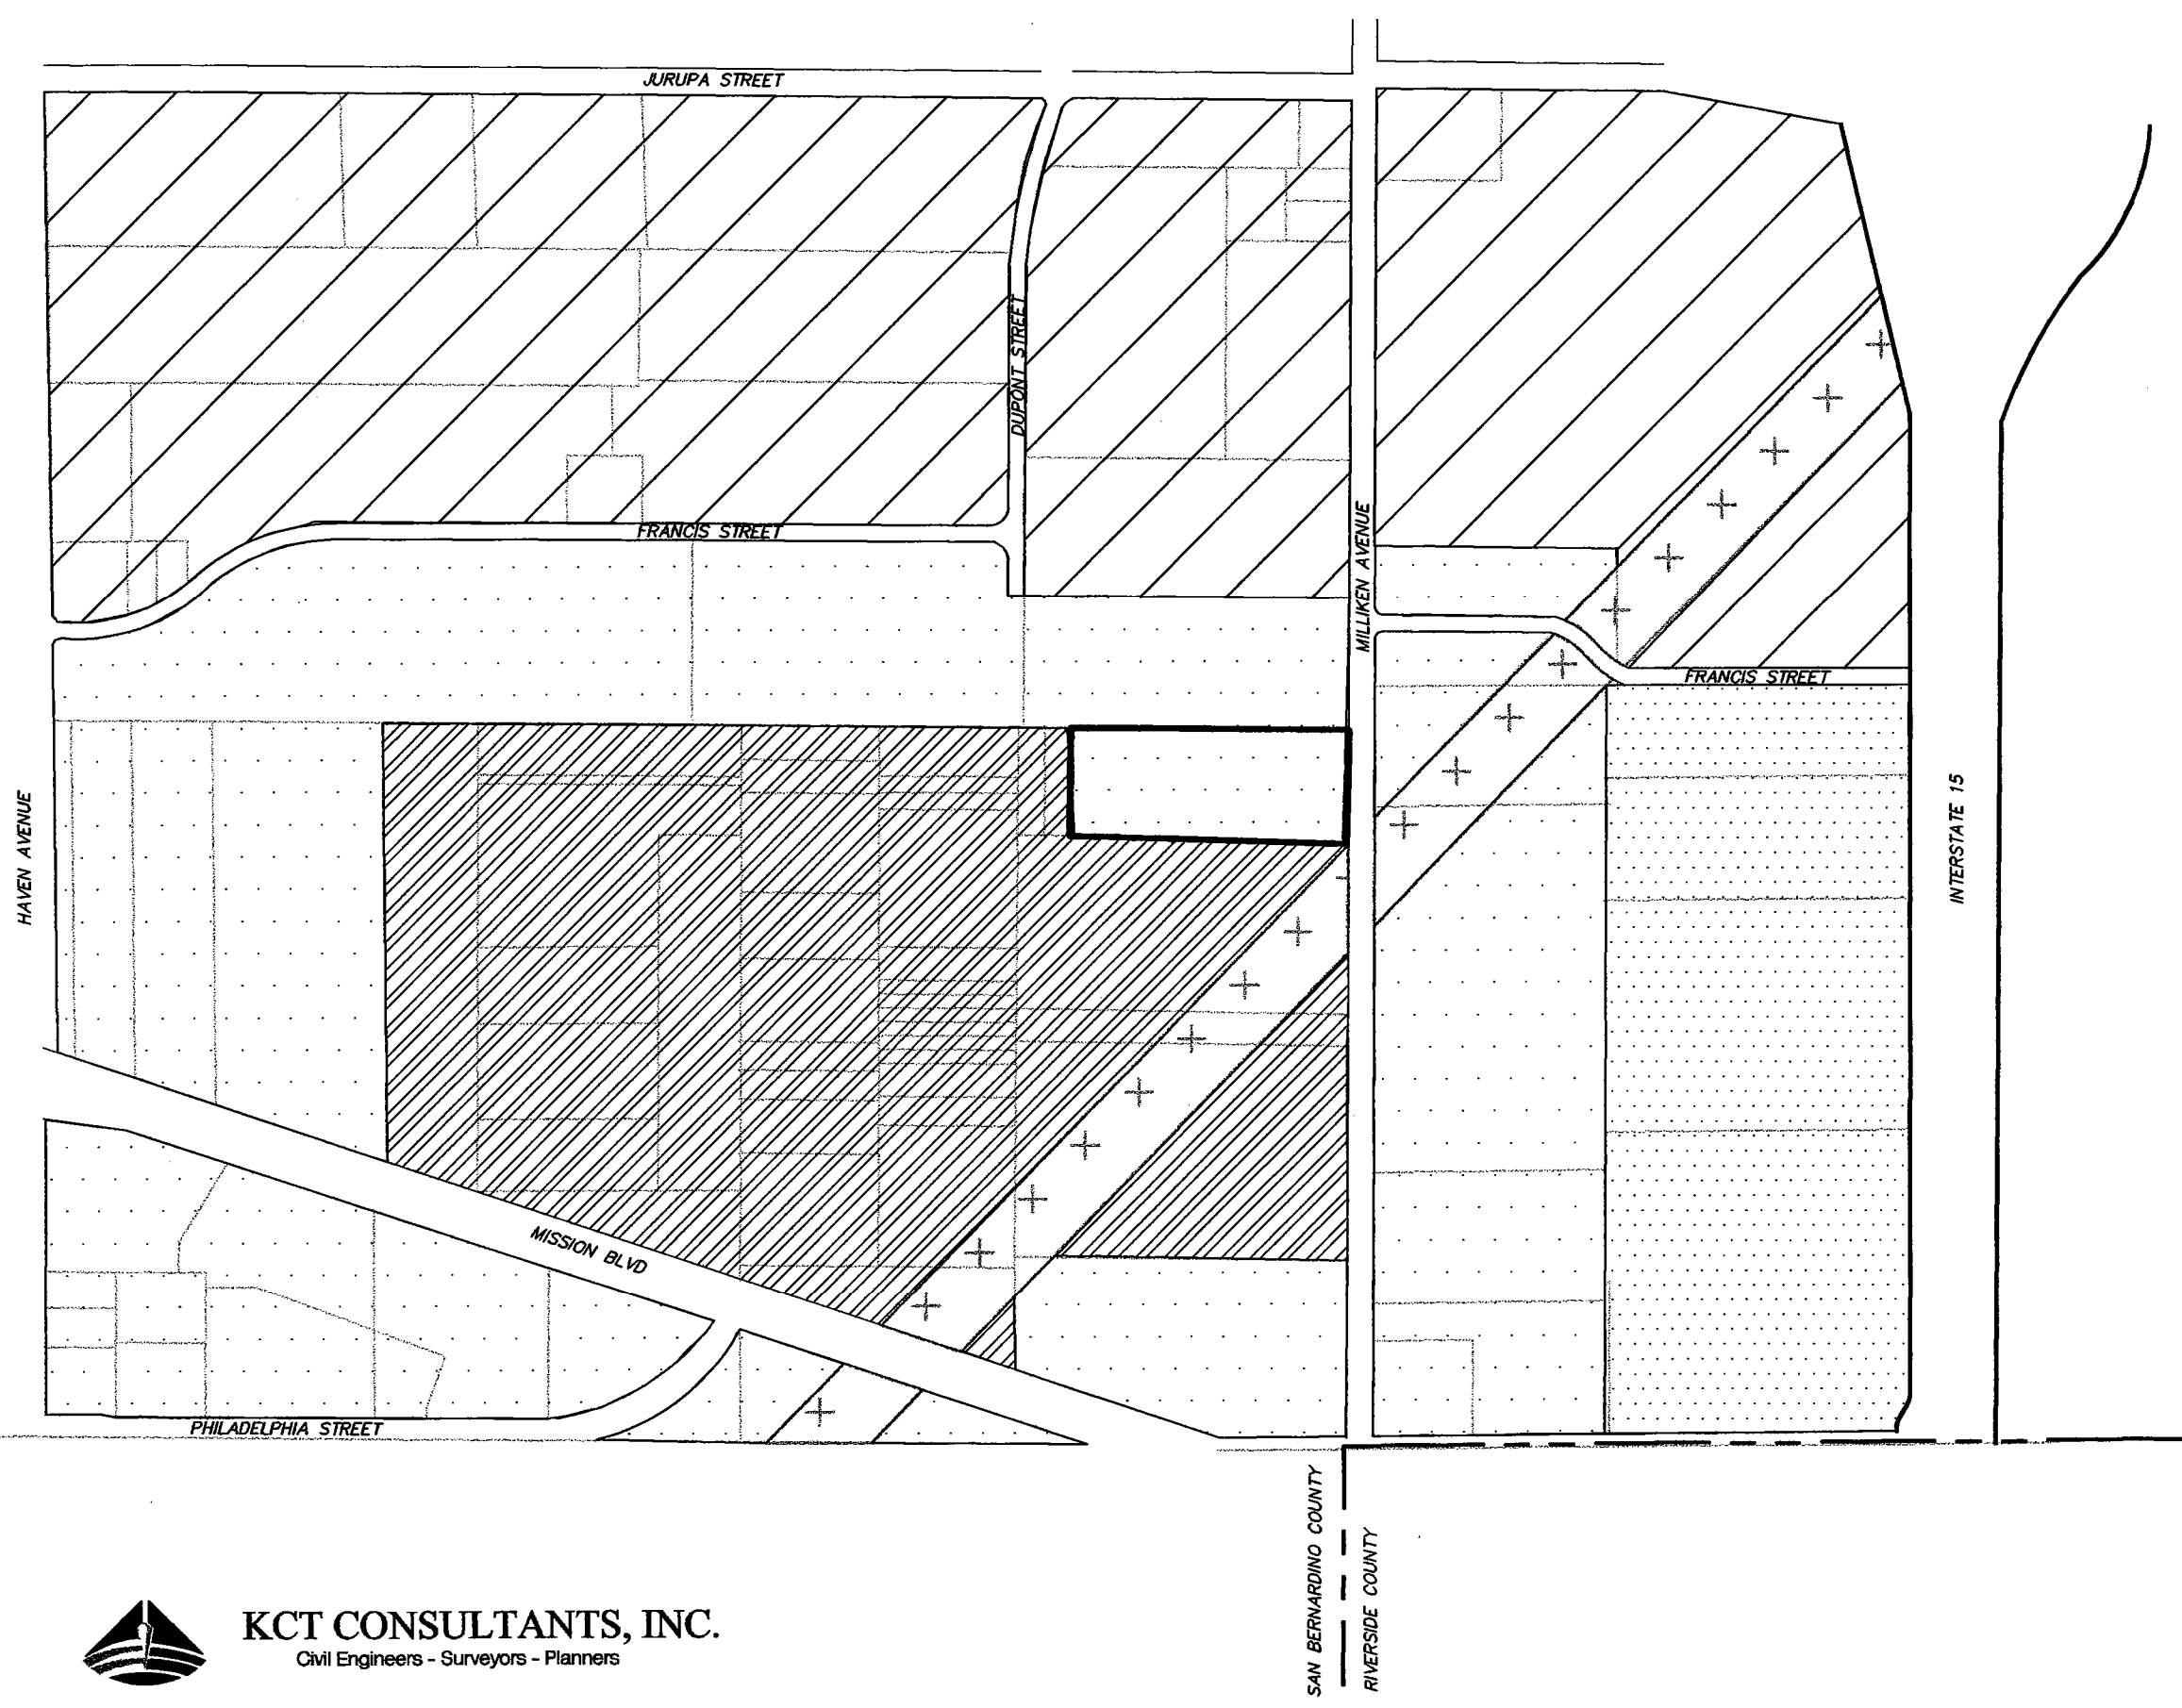 JURUPA STREET
DUPONT STREET
FRANCIS STREET
MILLIKEN AVENUE
FRANCIS STREET
HAVEN AVENUE
INTERSTATE 15
MISSION BLVD
PHILADELPHIA STREET
SAN BERNARDINO COUNTY
RIVERSIDE COUNTY
KCT CONSULTANTS, INC.
Civil Engineers - Surveyors - Planners